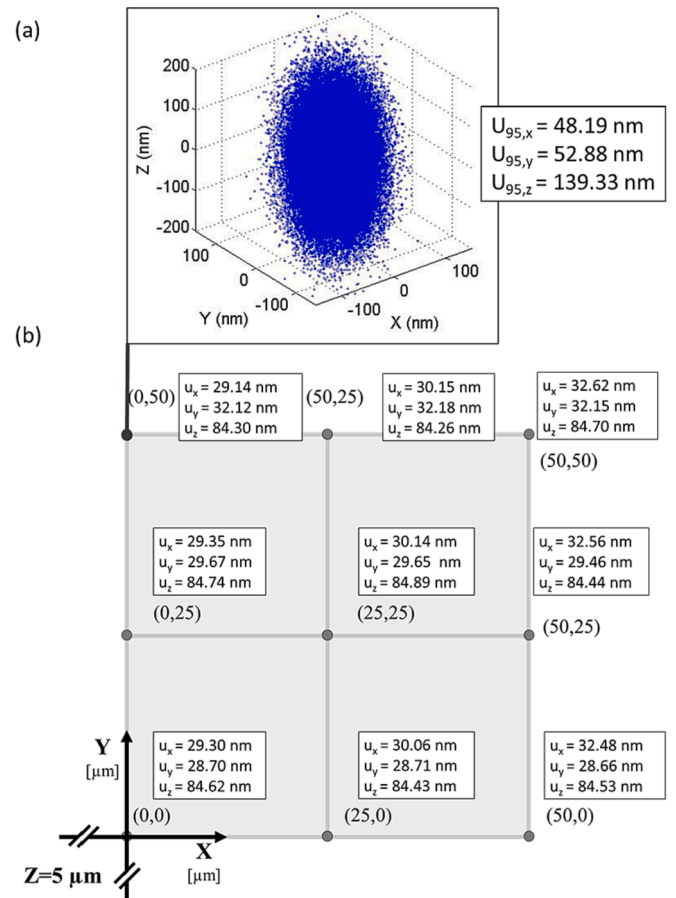 (a)
200
100
0
-100
-200
Z (nm)
100
0
-100
Y (nm)
-100
0
100
X (nm)
U95,x = 48.19 nm
U95,y = 52.88 nm
U95,z = 139.33 nm
(b)
(0,50)
ux = 29.14 nm
uy = 32.12 nm
uz = 84.30 nm
(50,25)
ux = 30.15 nm
uy = 32.18 nm
uz = 84.26 nm
ux = 32.62 nm
uy = 32.15 nm
uz = 84.70 nm
(50,50)
ux = 29.35 nm
uy = 29.67 nm
uz = 84.74 nm
(0,25)
ux = 30.14 nm
uy = 29.65 nm
uz = 84.89 nm
(25,25)
ux = 32.56 nm
uy = 29.46 nm
uz = 84.44 nm
(50,25)
Y
[µm]
ux = 29.30 nm
uy = 28.70 nm
uz = 84.62 nm
(0,0)
ux = 30.06 nm
uy = 28.71 nm
uz = 84.43 nm
(25,0)
ux = 32.48 nm
uy = 28.66 nm
uz = 84.53 nm
(50,0)
X
[µm]
Z=5 µm